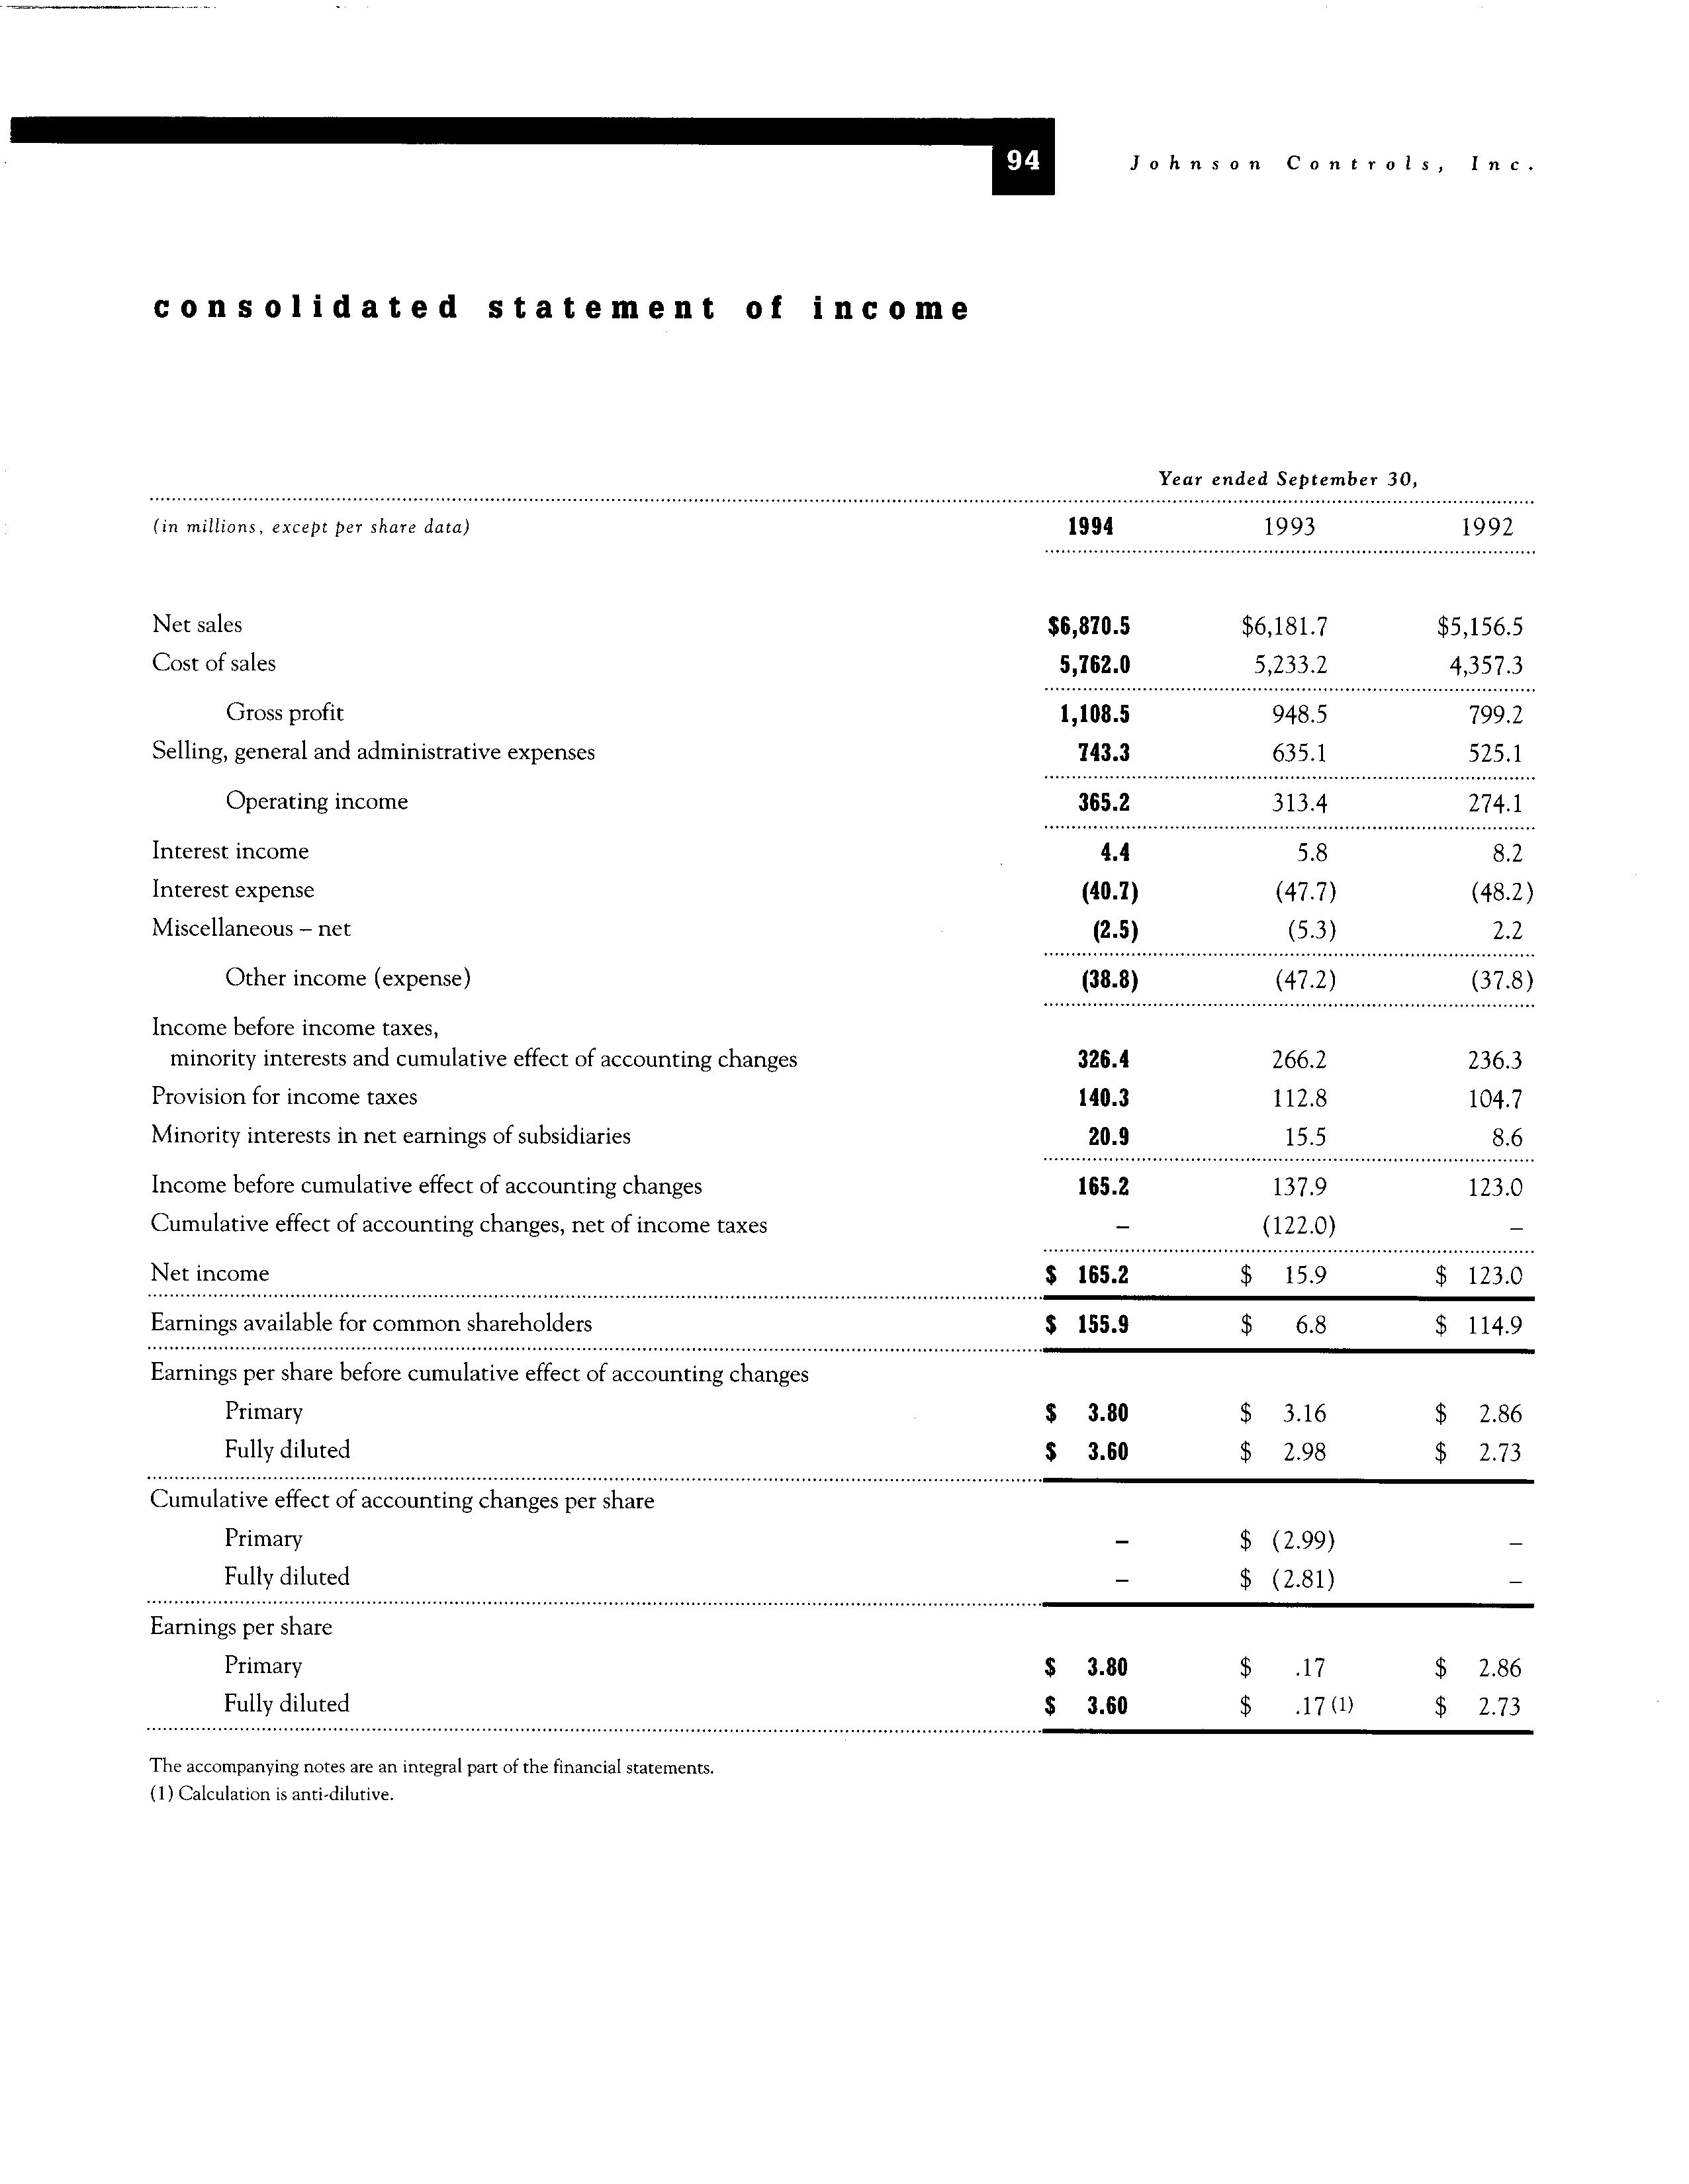 94 Johnson Controls, Inc.
consolidated statement of income
Year ended September 30,
(in millions, except per share data) 1994 1993 1992
Net sales $6,870.5 $6,181.7 $5,156.5
Cost of sales 5,762.0 5,233.2 4,357.3
Gross profit 1,108.5 948.5 799.2
Selling, general and administrative expenses 743.3 635.1 525.1
Operating income 365.2 313.4 274.1
Interest income 4.4 5.8 8.2
Interest expense (40.7) (47.7) (48.2)
Miscellaneous – net (2.5) (5.3) 2.2
Other income (expense) (38.8) (47.2) (37.8)
Income before income taxes,
minority interests and cumulative effect of accounting changes 326.4 266.2 236.3
Provision for income taxes 140.3 112.8 104.7
Minority interests in net earnings of subsidiaries 20.9 15.5 8.6
Income before cumulative effect of accounting changes 165.2 137.9 123.0
Cumulative effect of accounting changes, net of income taxes – (122.0) –
Net income $ 165.2 $ 15.9 $ 123.0
Earnings available for common shareholders $ 155.9 $ 6.8 $ 114.9
Earnings per share before cumulative effect of accounting changes
Primary $ 3.80 $ 3.16 $ 2.86
Fully diluted $ 3.60 $ 2.98 $ 2.73
Cumulative effect of accounting changes per share
Primary – $ (2.99) –
Fully diluted – $ (2.81) –
Earnings per share
Primary $ 3.80 $ .17 $ 2.86
Fully diluted $ 3.60 $ .17 (1) $ 2.73
The accompanying notes are an integral part of the financial statements.
(1) Calculation is anti-dilutive.